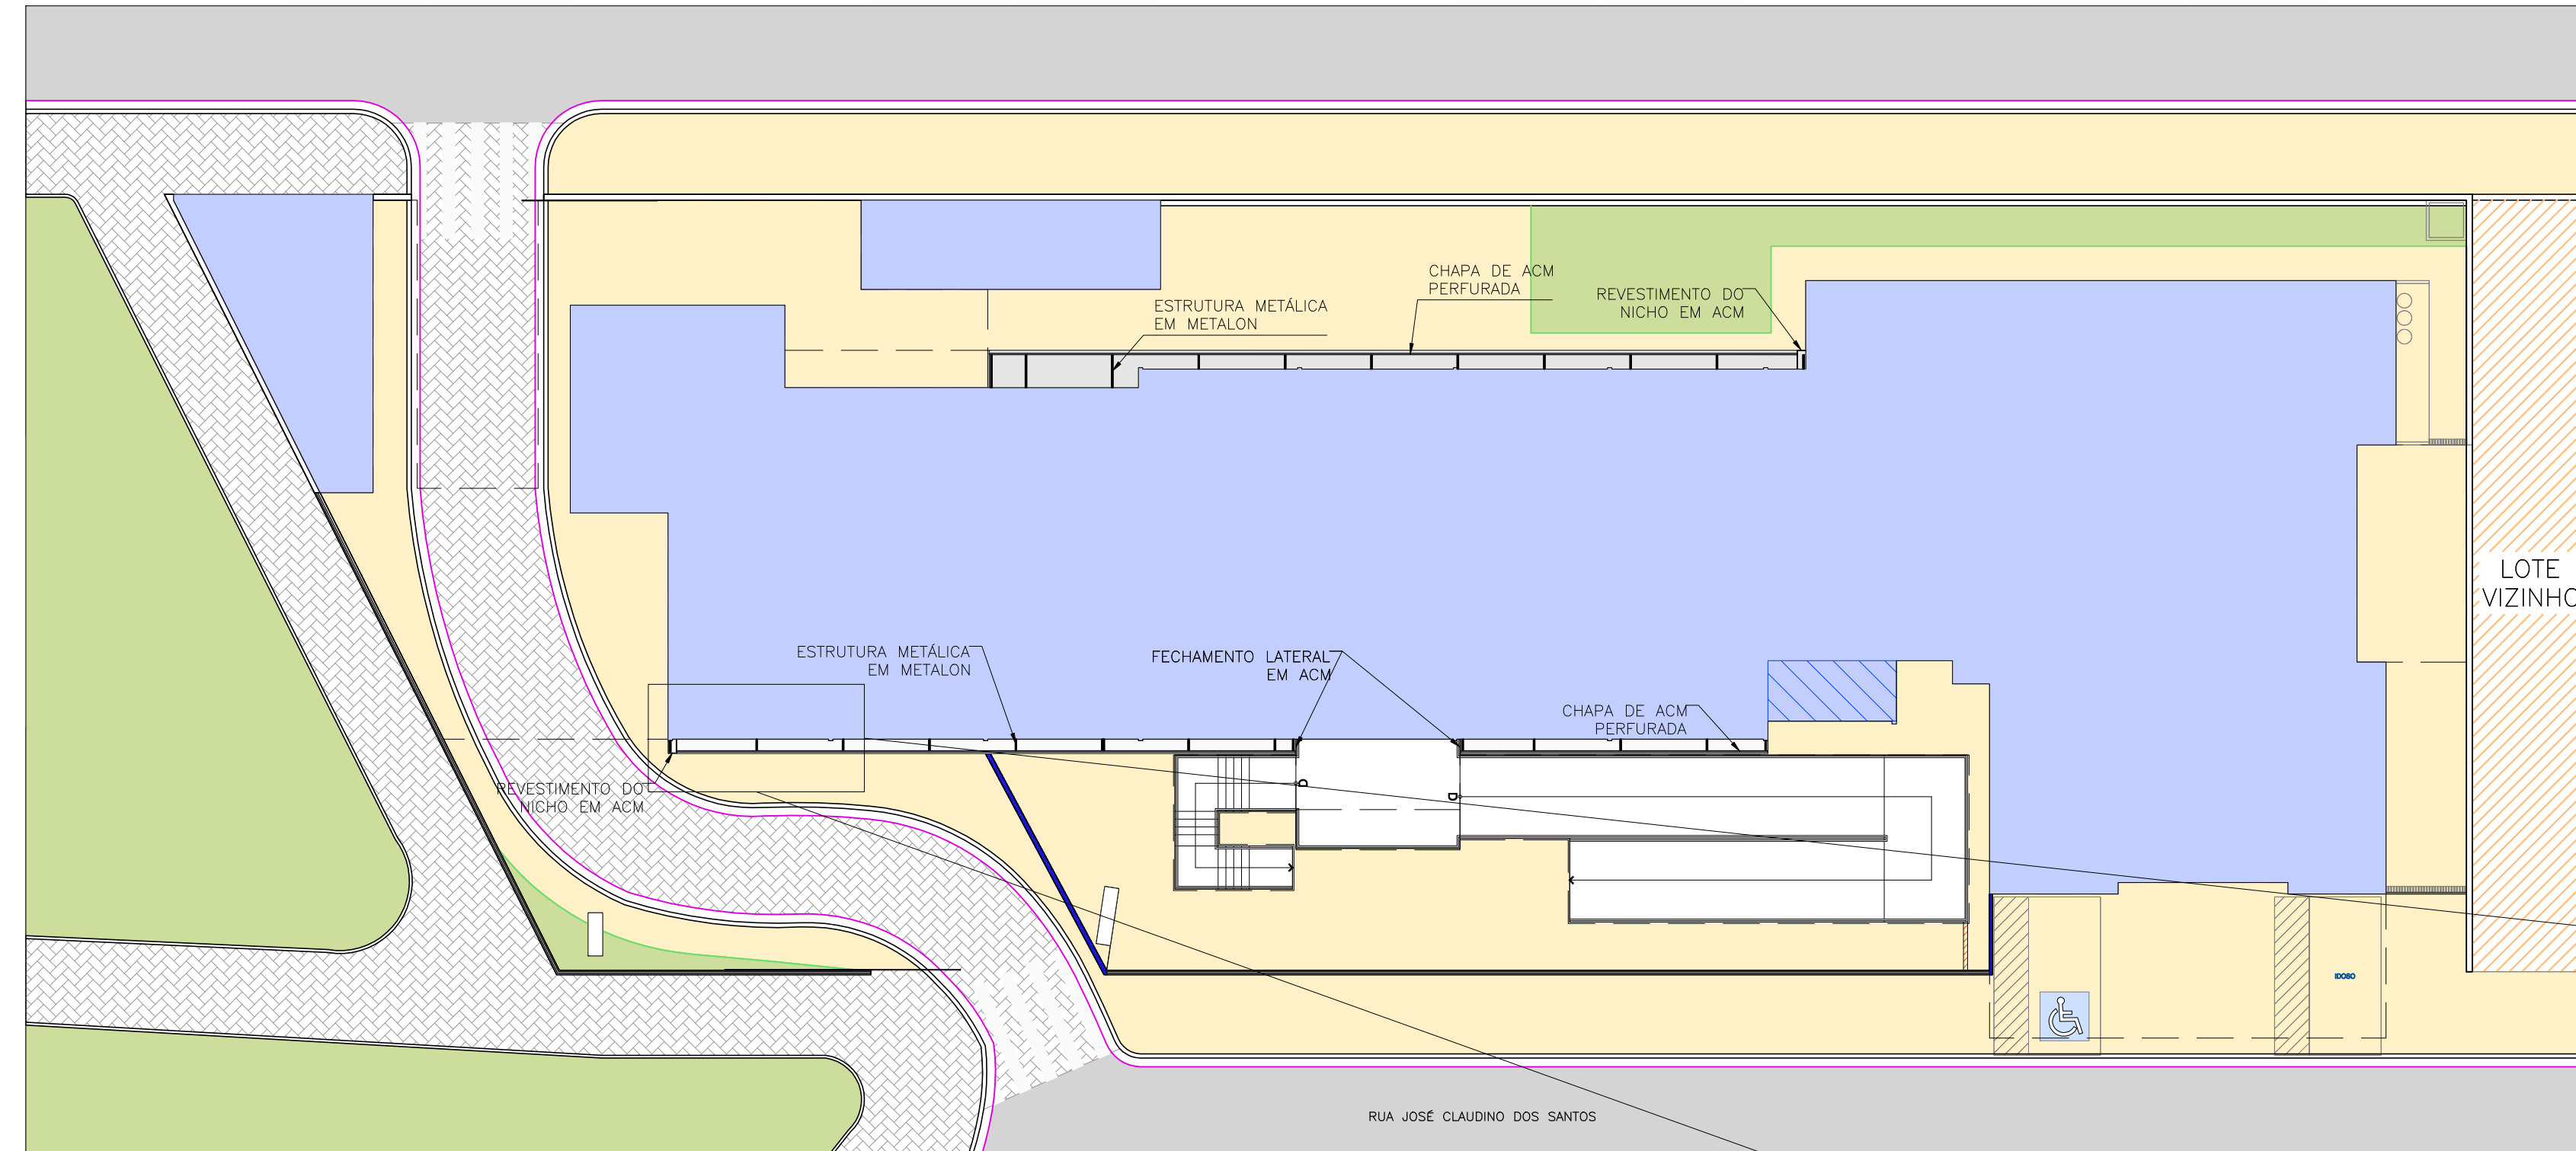 CHAPA DE ACM
PERFURADA
REVESTIMENTO DO
NICHO EM ACM
ESTRUTURA METÁLICA
EM METALON
LOTE
VIZINHO
ESTRUTURA METÁLICA
EM METALON
FECHAMENTO LATERAL
EM ACM
CHAPA DE ACM
PERFURADA
REVESTIMENTO DO
NICHO EM ACM
D
D
IDOSO
RUA JOSÉ CLAUDINO DOS SANTOS